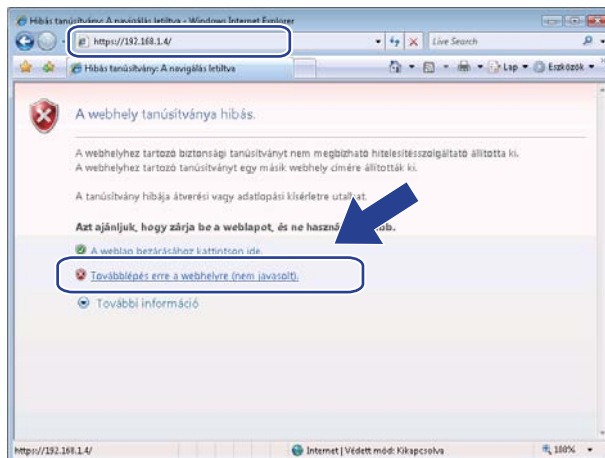 Hibás tanúsítvány: A navigálás letiltva - Windows Internet Explorer
https://192.168.1.4/
Live Search
Hibás tanúsítvány: A navigálás letiltva
Lap
Eszközök
A webhely tanúsítványa hibás.
A webhelyhez tartozó biztonsági tanúsítványt nem megbízható hitelesítésszolgáltató állította ki.
A webhelyhez tartozó tanúsítványt egy másik webhely címére állították ki.
A tanúsítvány hibája átverési vagy adatlopási kísérletre utalhat.
Azt ajánljuk, hogy zárja be a weblapot, és ne
A weblap bezárásához kattintson ide.
Továbblépés erre a webhelyre (nem javasolt).
További információ
https://192.168.1.4/
Internet | Védett mód: Kikapcsolva
100%